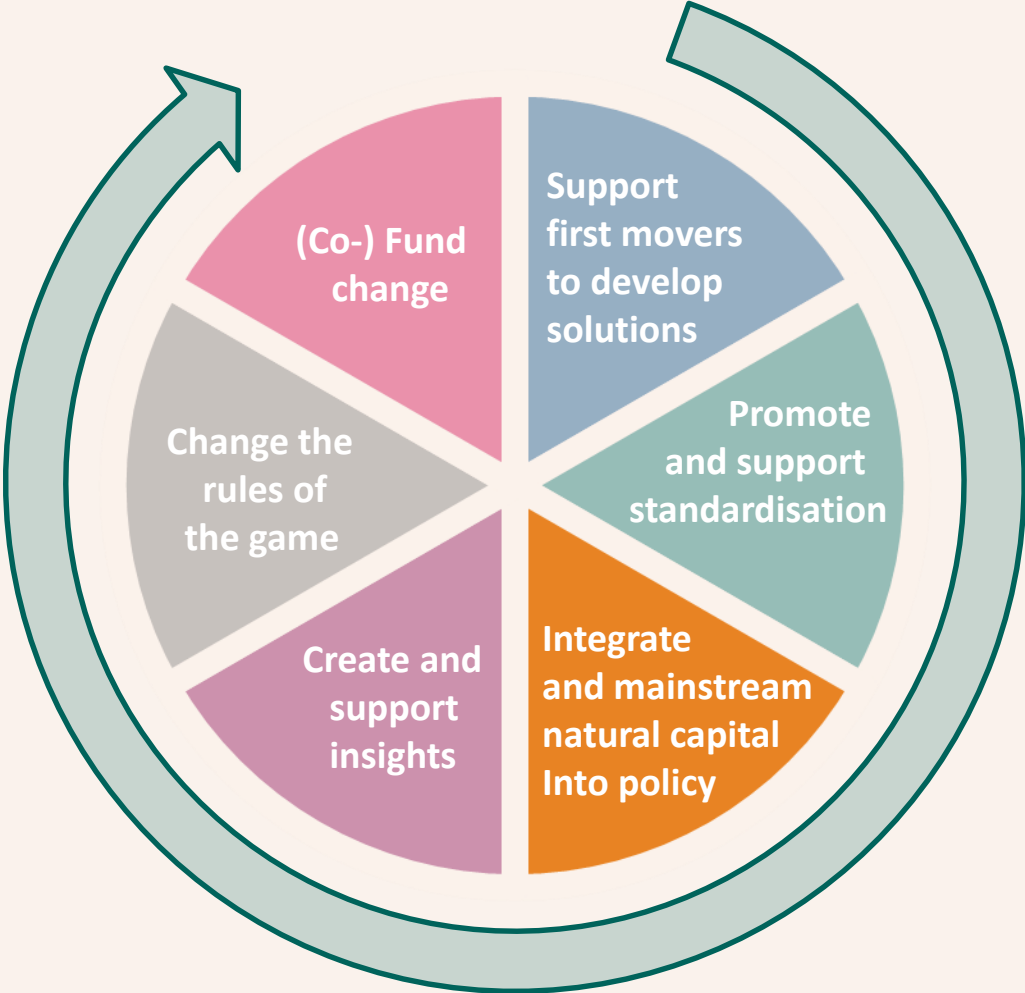 Support
first movers
to develop
solutions
Promote
and support
standardisation
Integrate
and mainstream
natural capital
Into policy
Create and
support
insights
Change the
rules of
the game
(Co-) Fund
change